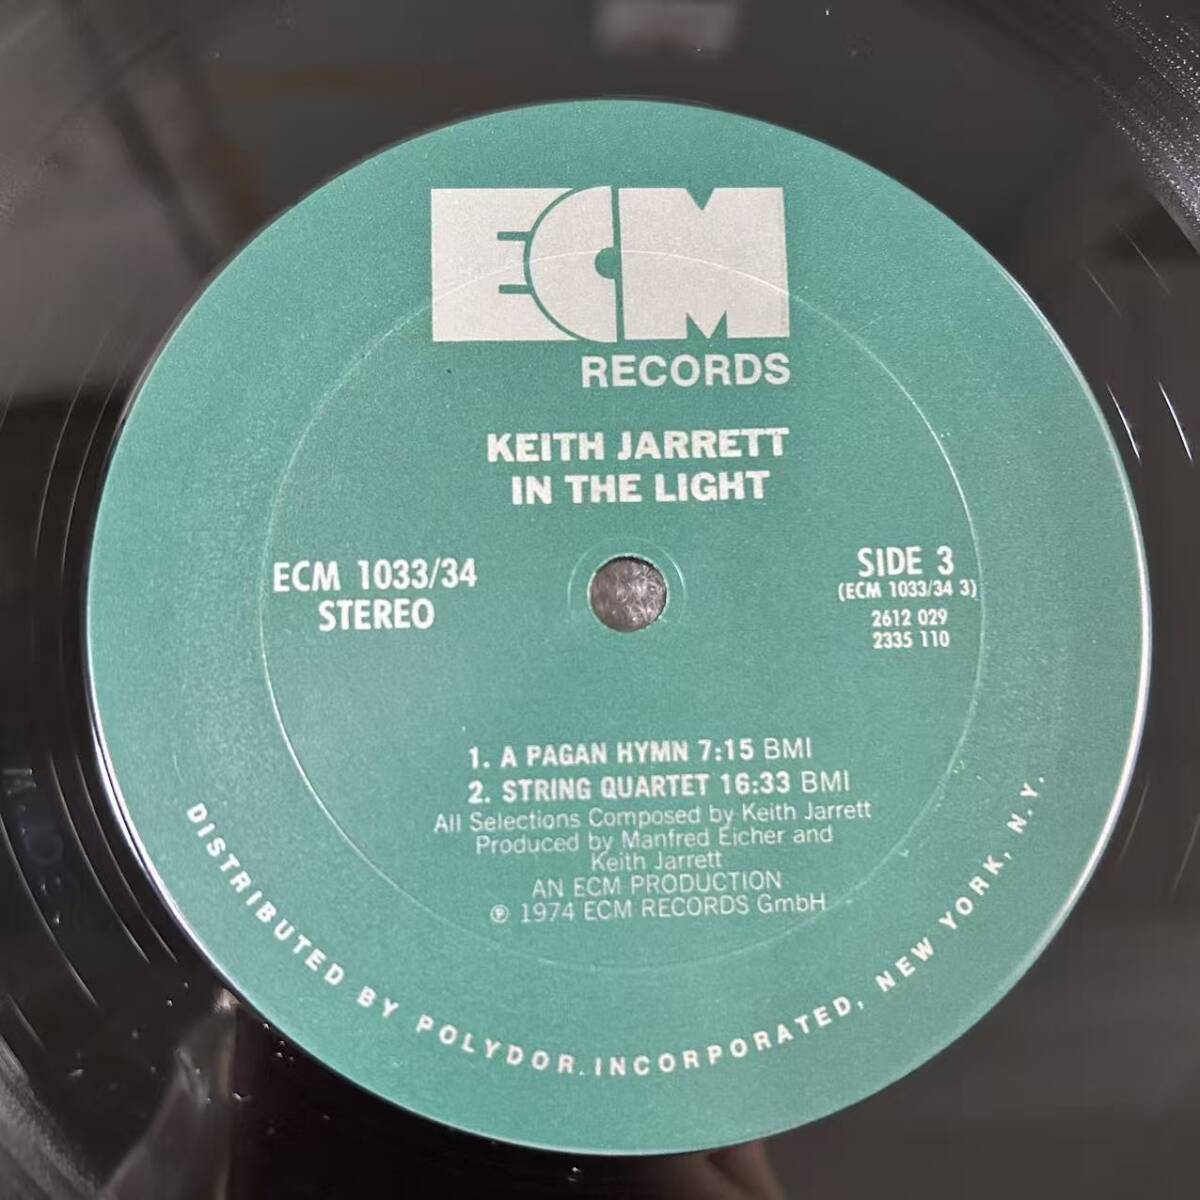 ECM
RECORDS
KEITH JARRETT
IN THE LIGHT
ECM 1033/34
STEREO
SIDE 3
(ECM 1033/34 3)
2612 029
2335 110
1. A PAGAN HYMN 7:15 BMI
2. STRING QUARTET 16:33 BMI
All Selections Composed by Keith Jarrett
Produced by Manfred Eicher and
Keith Jarrett
AN ECM PRODUCTION
℗ 1974 ECM RECORDS GmbH
DISTRIBUTED BY POLYDOR. INCORPORATED, NEW YORK, N.Y.